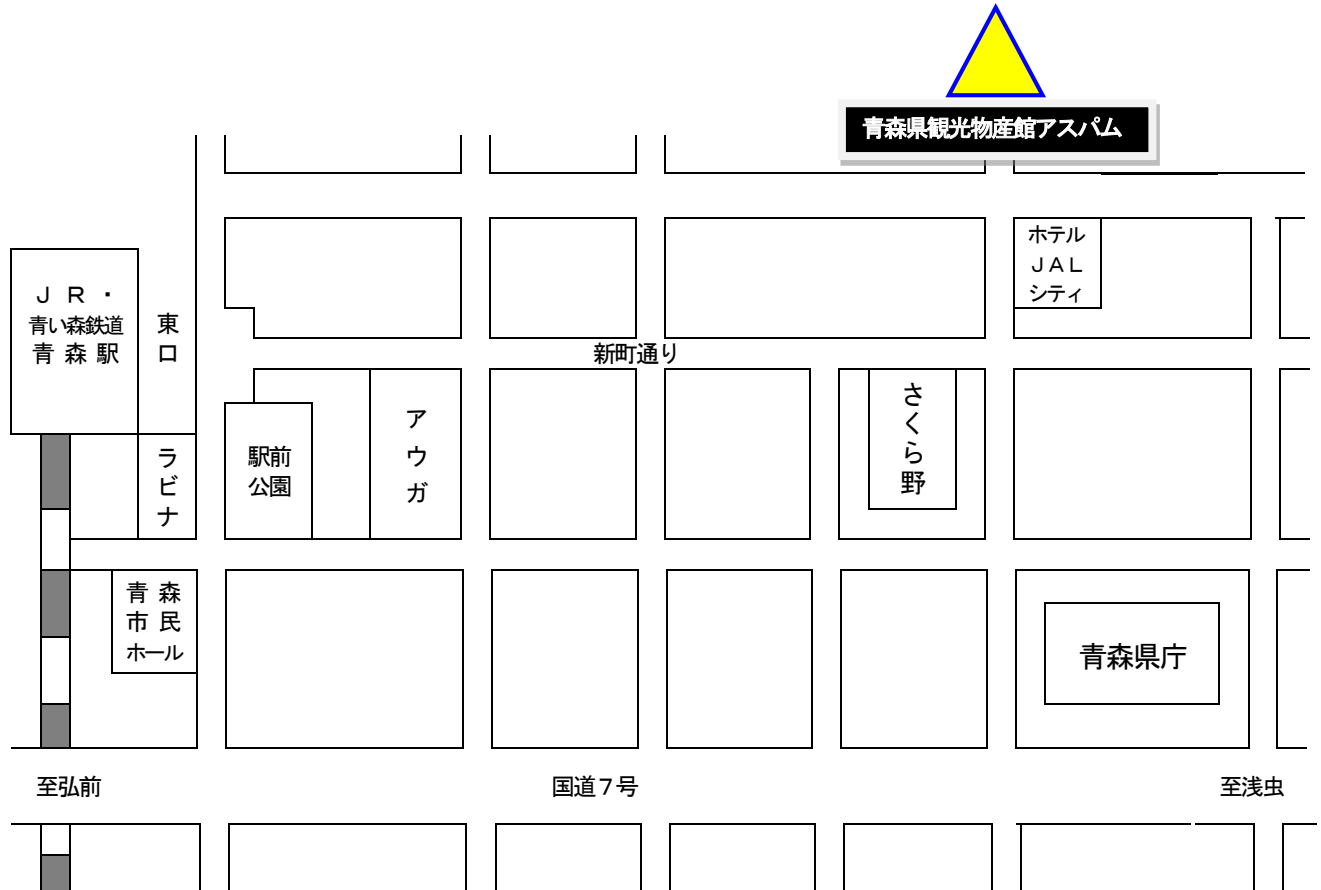 青森県観光物産館アスパム
ホテル
ＪＡＬ
シティ
ＪＲ・
青い森鉄道
青森駅
東口
新町通り
ラビナ
駅前
公園
アウガ
さくら野
青森
市民
ホール
青森県庁
至弘前
国道７号
至浅虫